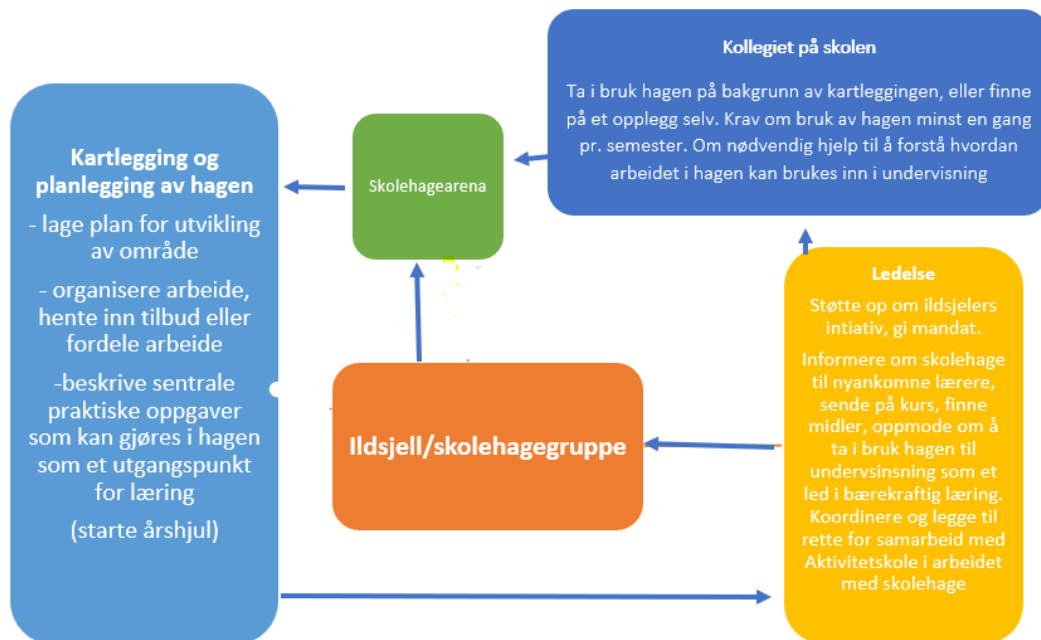 Kollegiet på skolen
Ta i bruk hagen på bakgrunn av kartleggingen, eller finne
på et opplegg selv. Krav om bruk av hagen minst en gang
pr. semester. Om nødvendig hjelp til å forstå hvordan
arbeidet i hagen kan brukes inn i undervisning
Kartlegging og
planlegging av hagen
- lage plan for utvikling
av område
- organisere arbeide,
hente inn tilbud eller
fordele arbeide
-beskrive sentrale
praktiske oppgaver
som kan gjøres i hagen
som et utgangspunkt
for læring
(starte årshjul)
Skolehagearena
Ildsjell/skolehagegruppe
Ledelse
Støtte op om ildsjelers
intiativ, gi mandat.
Informere om skolehage
til nyankomne lærere,
sende på kurs, finne
midler, oppmode om å
ta i bruk hagen til
undervsinsning som et
led i bærekraftig læring.
Koordinere og legge til
rette for samarbeid med
Aktivitetskole i arbeidet
med skolehage